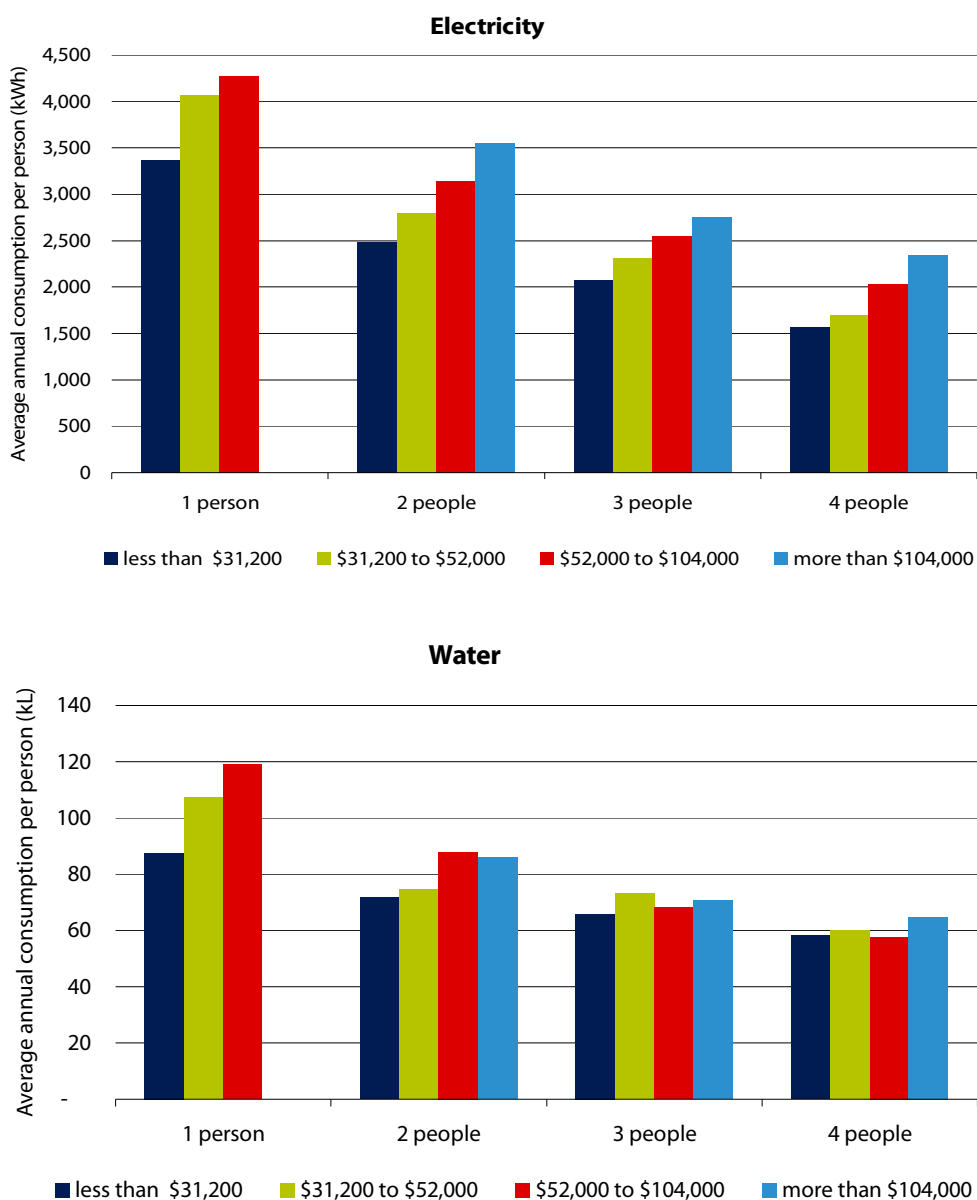 Electricity
Average annual consumption per person (kWh)
4,500
4,000
3,500
3,000
2,500
2,000
1,500
1,000
500
0
1 person 2 people 3 people 4 people
less than $31,200 $31,200 to $52,000 $52,000 to $104,000 more than $104,000
Water
Average annual consumption per person (kL)
140
120
100
80
60
40
20
-
1 person 2 people 3 people 4 people
less than $31,200 $31,200 to $52,000 $52,000 to $104,000 more than $104,000